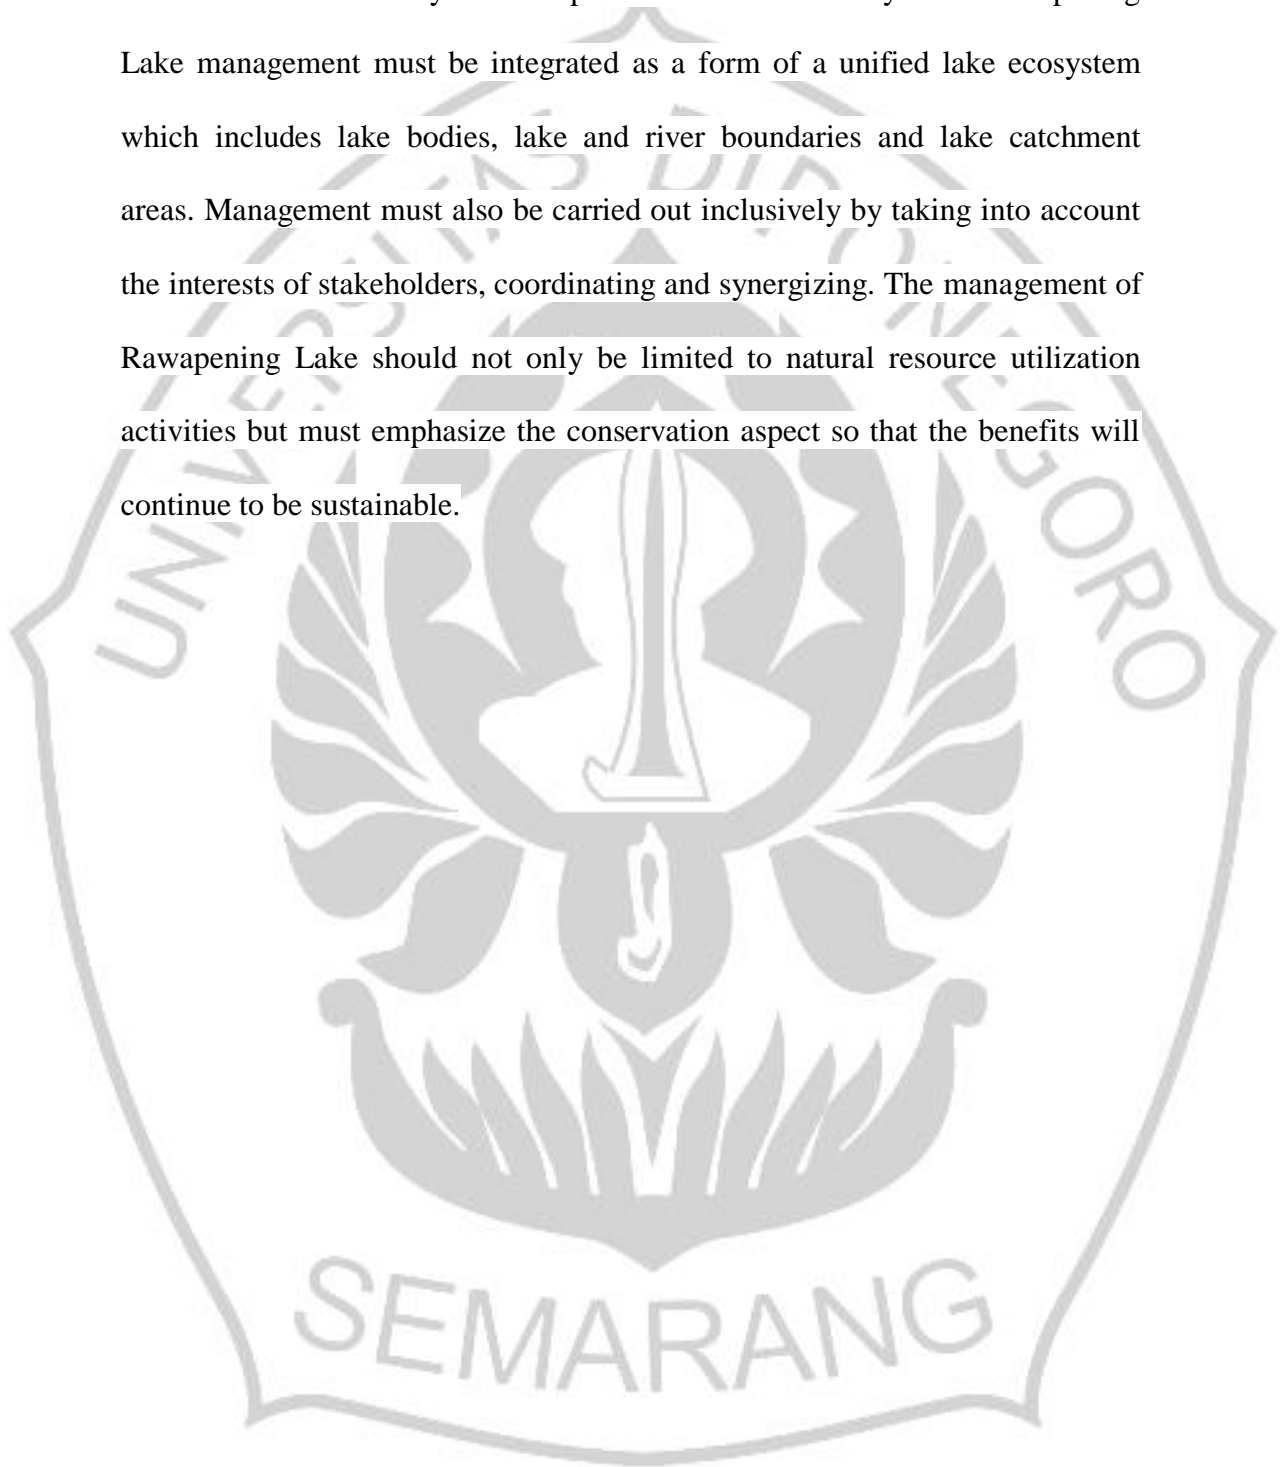 Lake management must be integrated as a form of a unified lake ecosystem
which includes lake bodies, lake and river boundaries and lake catchment
areas. Management must also be carried out inclusively by taking into account
the interests of stakeholders, coordinating and synergizing. The management of
Rawapening Lake should not only be limited to natural resource utilization
activities but must emphasize the conservation aspect so that the benefits will
continue to be sustainable.
UNIVERSITAS DIPONEGORO
SEMARANG